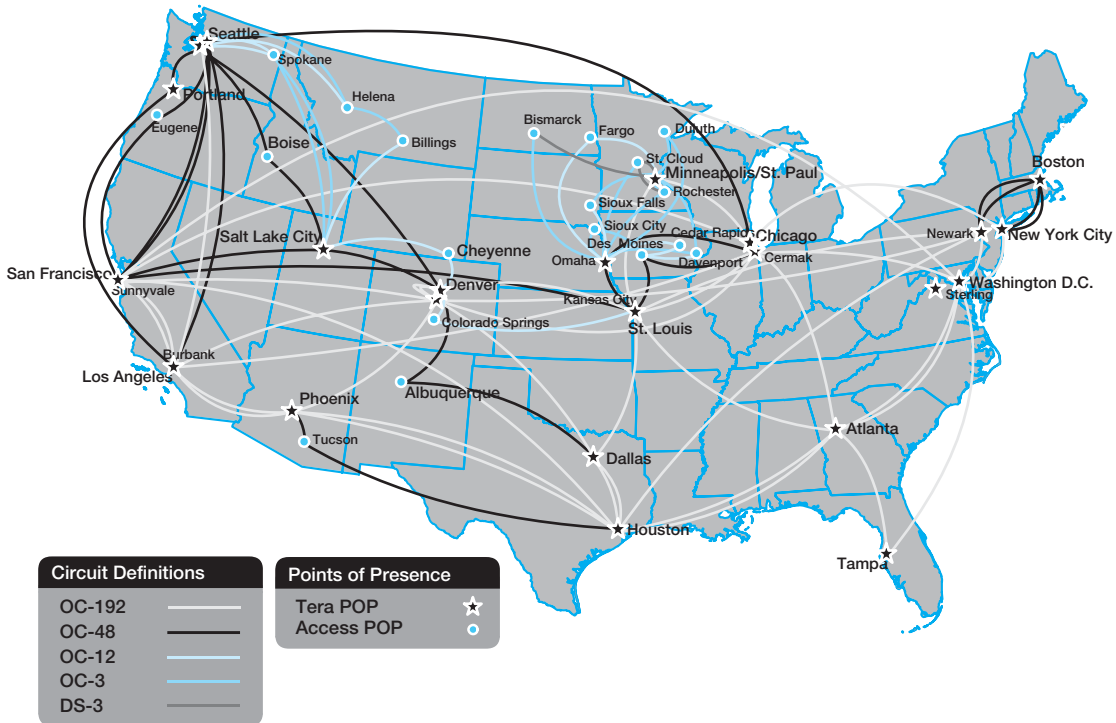 Seattle
Spokane
Portland
Helena
Eugene
Boise
Billings
Bismarck
Fargo
Duluth
St. Cloud
Minneapolis/St. Paul
Rochester
Sioux Falls
Sioux City
Cedar Rapids
Des Moines
Chicago
Cermak
Davenport
Omaha
Boston
Newark
New York City
Washington D.C.
Sterling
Salt Lake City
Cheyenne
San Francisco
Sunnyvale
Denver
Kansas City
St. Louis
Colorado Springs
Burbank
Los Angeles
Albuquerque
Phoenix
Tucson
Dallas
Atlanta
Houston
Tampa
Circuit Definitions
OC-192
OC-48
OC-12
OC-3
DS-3
Points of Presence
Tera POP
Access POP